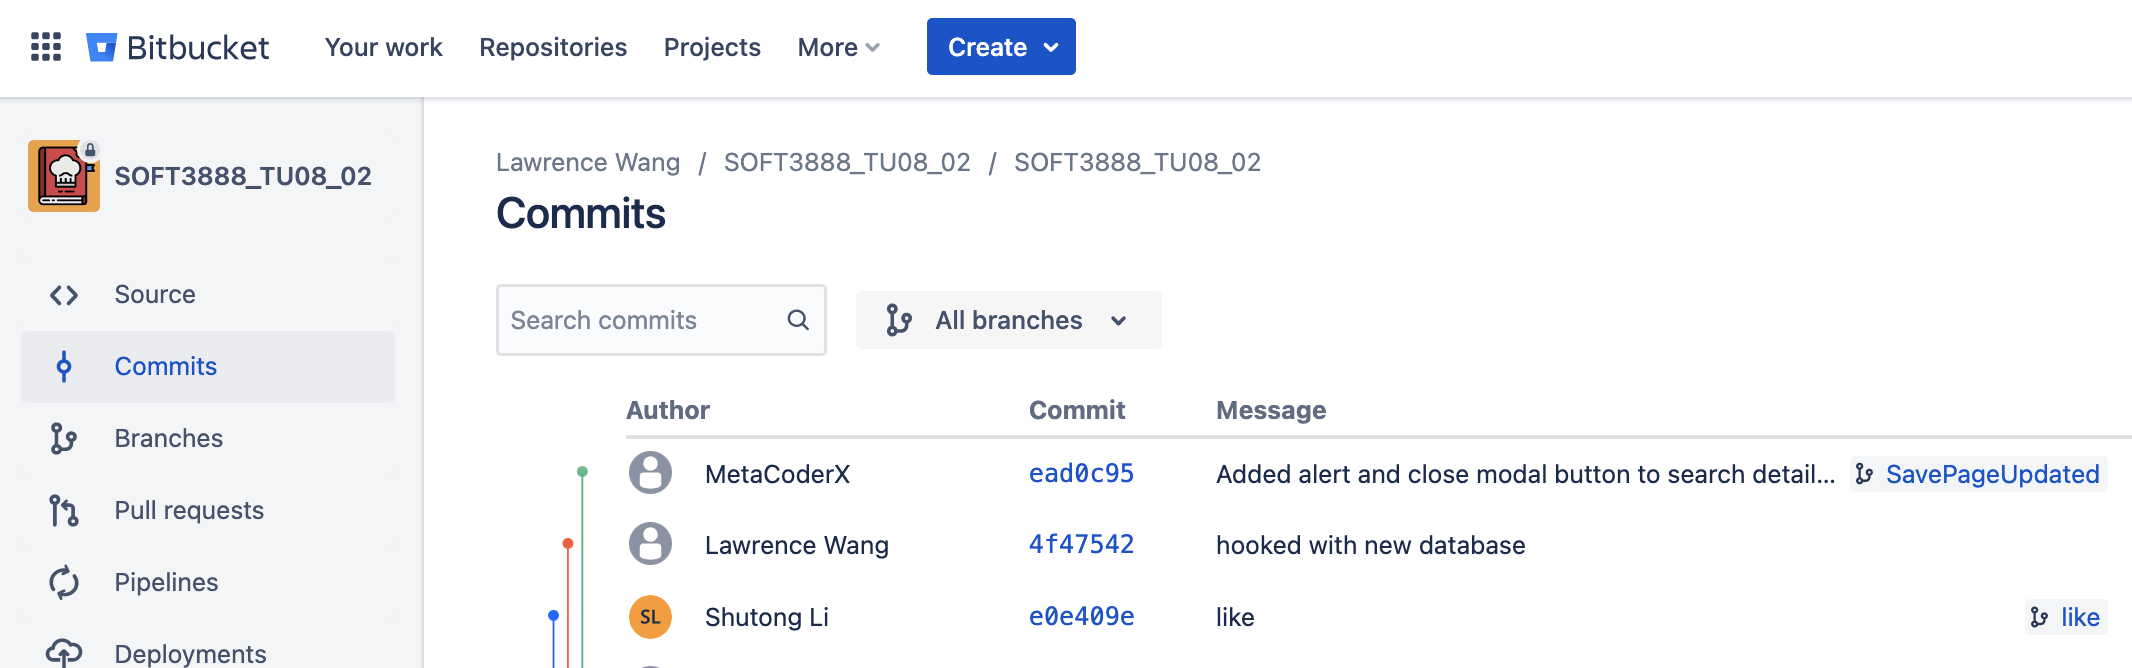 Bitbucket Your work Repositories Projects More Create
SOFT3888_TU08_02
Source
Commits
Branches
Pull requests
Pipelines
Deployments
Lawrence Wang / SOFT3888_TU08_02 / SOFT3888_TU08_02
Commits
Search commits All branches
Author Commit Message
MetaCoderX ead0c95 Added alert and close modal button to search detail... SavePageUpdated
Lawrence Wang 4f47542 hooked with new database
SL Shutong Li e0e409e like like